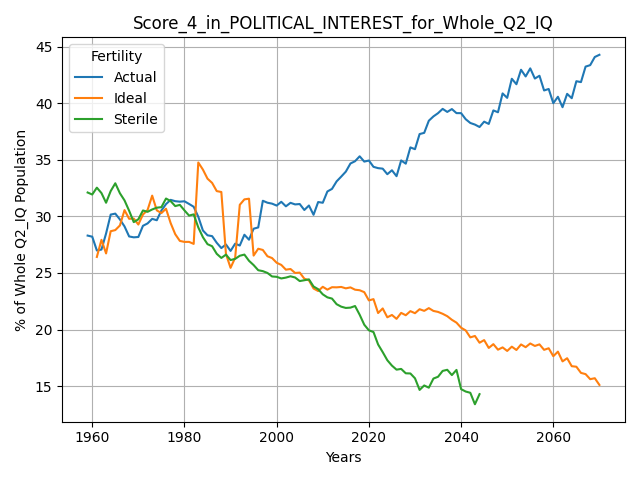 Score_4_in_POLITICAL_INTEREST_for_Whole_Q2_IQ
Fertility
Actual
Ideal
Sterile
% of Whole Q2_IQ Population
45
40
35
30
25
20
15
1960 1980 2000 2020 2040 2060
Years